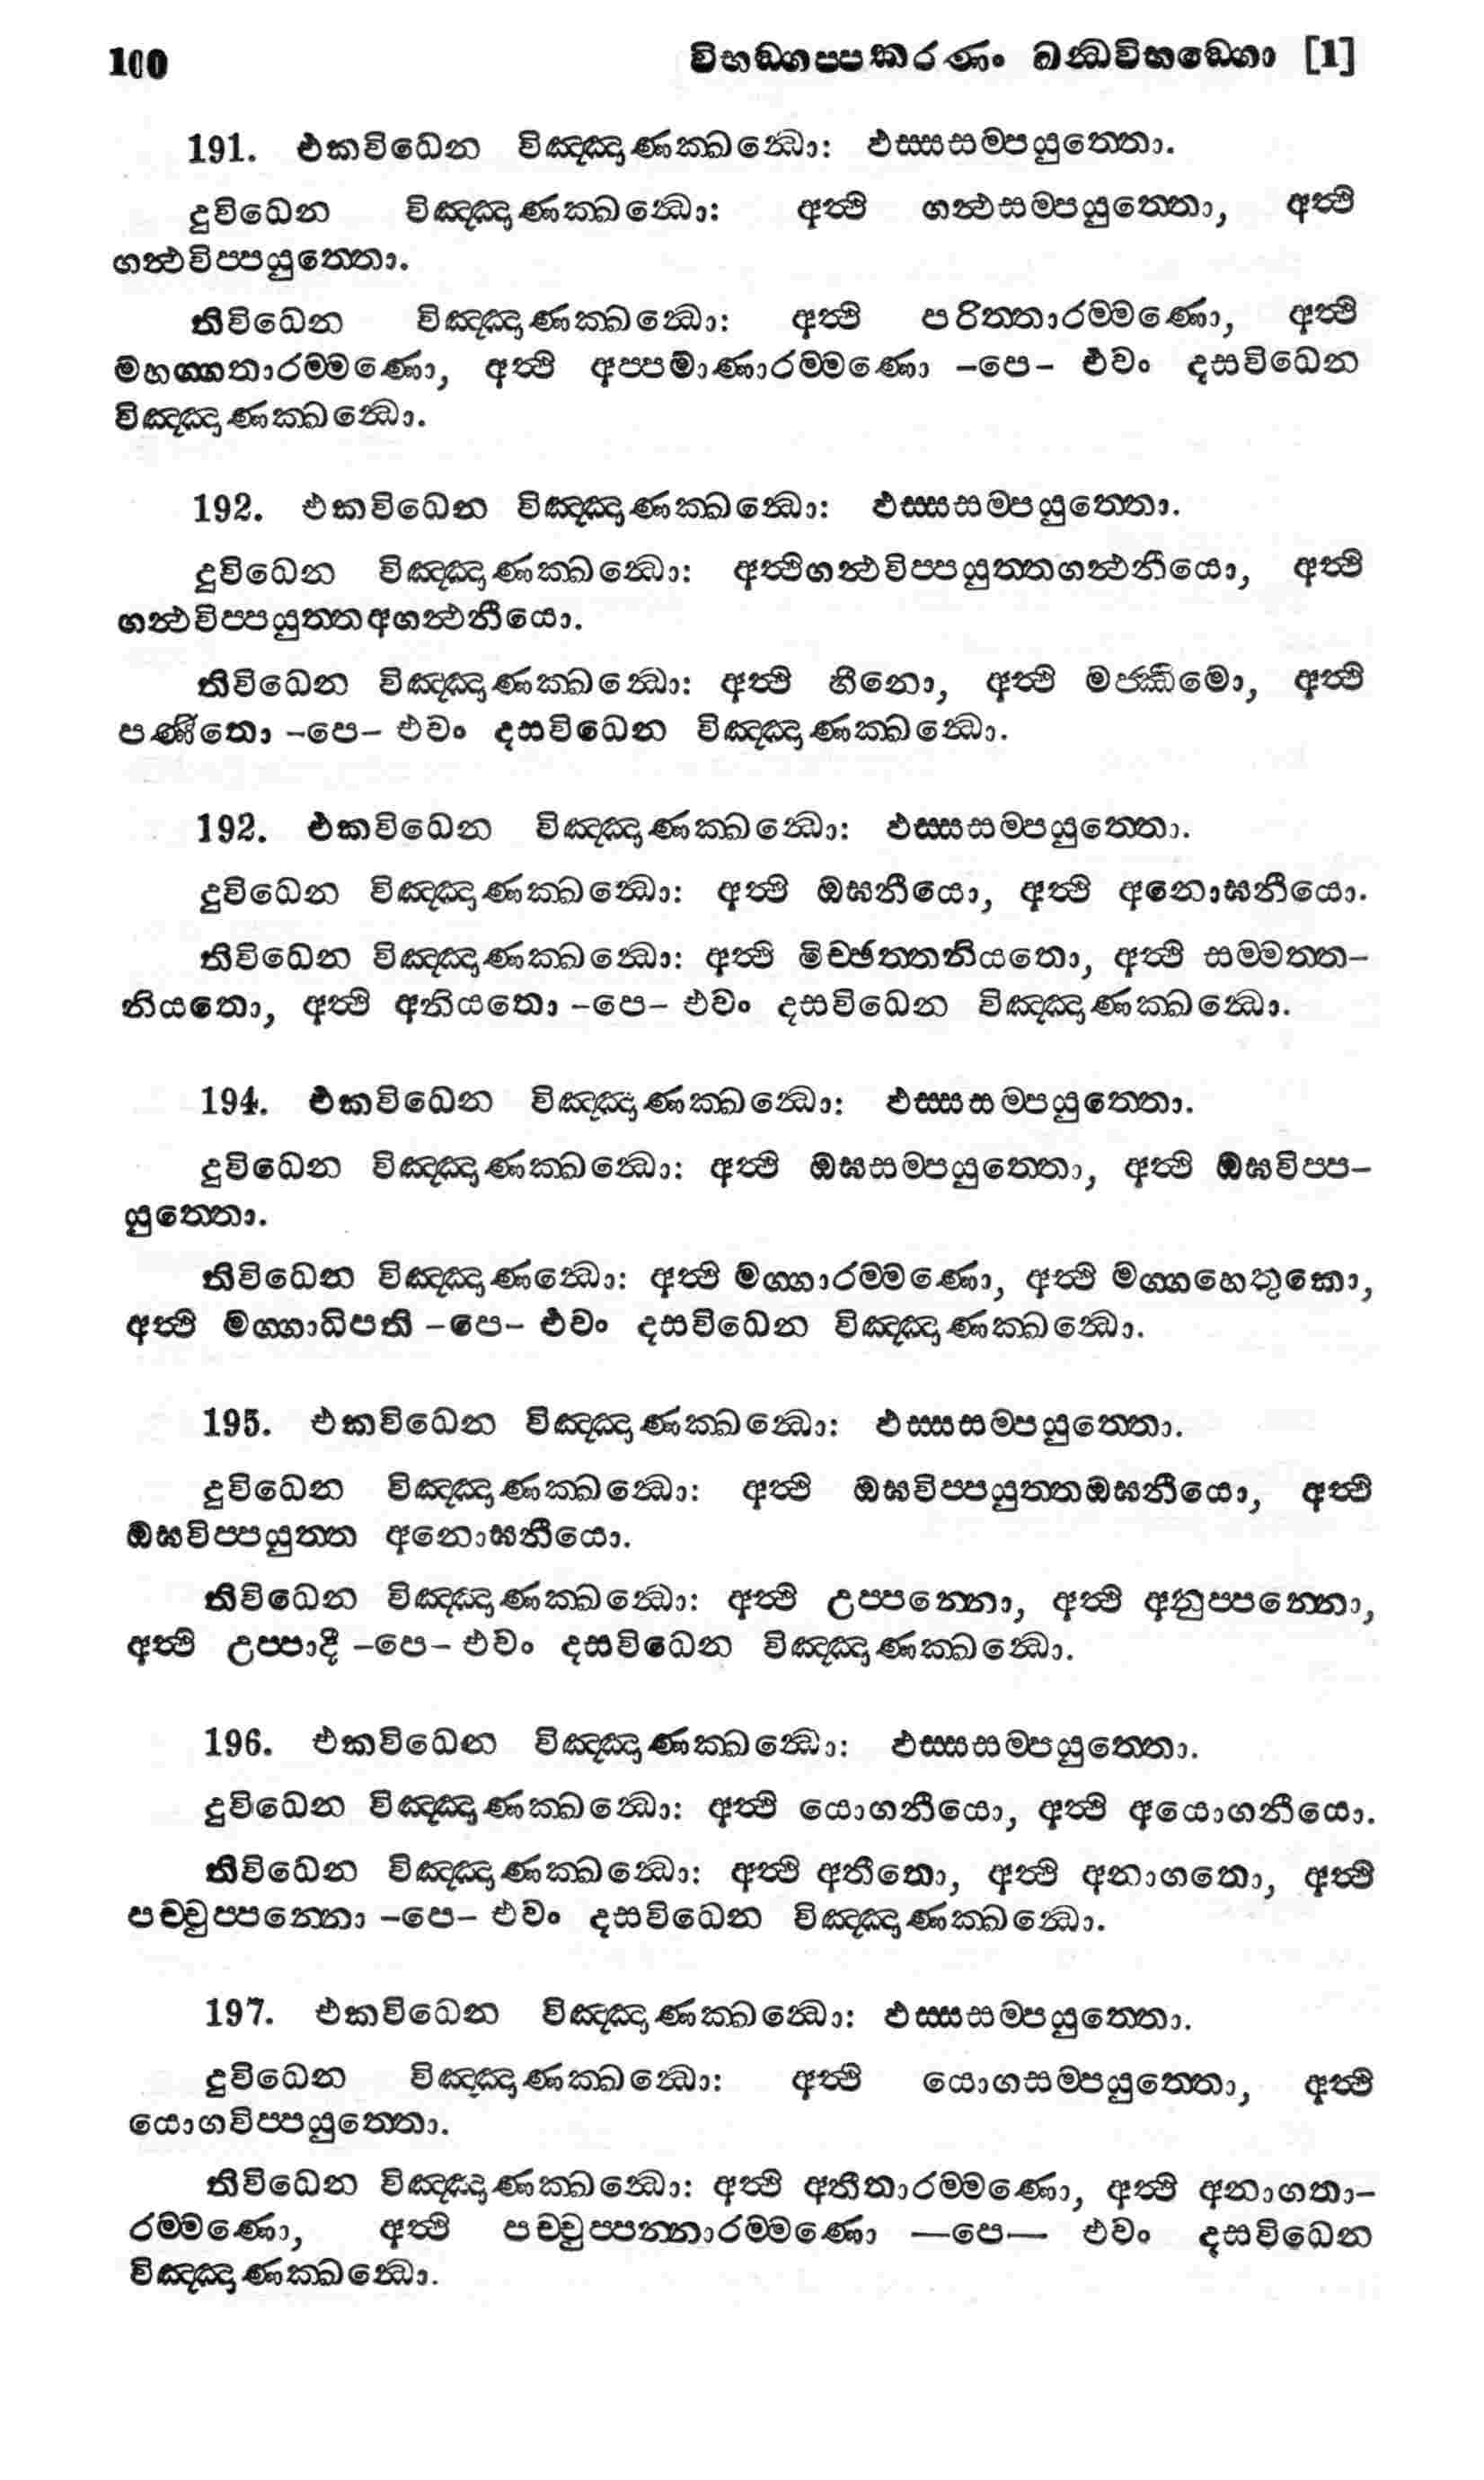 100 විභඞ්ගප්පකරණං ඛන්ධවිභඞ්ගො [1]
191. එකවිධෙන විඤ්ඤාණක්ඛන්ධො: ඵස්සසම්පයුත්තො.
දුවිධෙන විඤ්ඤාණක්ඛන්ධො: අත්ථි ගන්ථසම්පයුත්තො, අත්ථි
ගන්ථවිප්පයුත්තො.
තිවිධෙන විඤ්ඤාණක්ඛන්ධො: අත්ථි පරිත්තාරම්මණො, අත්ථි
මහග්ගතාරම්මණො, අත්ථි අප්පමාණාරම්මණො -පෙ- එවං දසවිධෙන
විඤ්ඤාණක්ඛන්ධො.
192. එකවිධෙන විඤ්ඤාණක්ඛන්ධො: ඵස්සසම්පයුත්තො.
දුවිධෙන විඤ්ඤාණක්ඛන්ධො: අත්ථිගන්ථවිප්පයුත්තගන්ථනීයො, අත්ථි
ගන්ථවිප්පයුත්තඅගන්ථනීයො.
තිවිධෙන විඤ්ඤාණක්ඛන්ධො: අත්ථි හීනො, අත්ථි මජ්ඣිමො, අත්ථි
පණීතො -පෙ- එවං දසවිධෙන විඤ්ඤාණක්ඛන්ධො.
192. එකවිධෙන විඤ්ඤාණක්ඛන්ධො: ඵස්සසම්පයුත්තො.
දුවිධෙන විඤ්ඤාණක්ඛන්ධො: අත්ථි ඔඝනීයො, අත්ථි අනොඝනීයො.
තිවිධෙන විඤ්ඤාණක්ඛන්ධො: අත්ථි මිච්ඡත්තනියතො, අත්ථි සම්මත්ත-
නියතො, අත්ථි අනියතො -පෙ- එවං දසවිධෙන විඤ්ඤාණක්ඛන්ධො.
194. එකවිධෙන විඤ්ඤාණක්ඛන්ධො: ඵස්සසම්පයුත්තො.
දුවිධෙන විඤ්ඤාණක්ඛන්ධො: අත්ථි ඔඝසම්පයුත්තො, අත්ථි ඔඝවිප්ප-
යුත්තො.
තිවිධෙන විඤ්ඤාණන්ධො: අත්ථි මග්ගාරම්මණො, අත්ථි මග්ගහෙතුකො,
අත්ථි මග්ගාධිපති -පෙ- එවං දසවිධෙන විඤ්ඤාණක්ඛන්ධො.
195. එකවිධෙන විඤ්ඤාණක්ඛන්ධො: ඵස්සසම්පයුත්තො.
දුවිධෙන විඤ්ඤාණක්ඛන්ධො: අත්ථි ඔඝවිප්පයුත්තඔඝනීයො, අත්ථි
ඔඝවිප්පයුත්ත අනොඝනීයො.
තිවිධෙන විඤ්ඤාණක්ඛන්ධො: අත්ථි උප්පන්නො, අත්ථි අනුප්පන්නො,
අත්ථි උප්පාදී -පෙ- එවං දසවිධෙන විඤ්ඤාණක්ඛන්ධො.
196. එකවිධෙන විඤ්ඤාණක්ඛන්ධො: ඵස්සසම්පයුත්තො.
දුවිධෙන විඤ්ඤාණක්ඛන්ධො: අත්ථි යොගනීයො, අත්ථි අයොගනීයො.
තිවිධෙන විඤ්ඤාණක්ඛන්ධො: අත්ථි අතීතො, අත්ථි අනාගතො, අත්ථි
පච්චුප්පන්නො -පෙ- එවං දසවිධෙන විඤ්ඤාණක්ඛන්ධො.
197. එකවිධෙන විඤ්ඤාණක්ඛන්ධො: ඵස්සසම්පයුත්තො.
දුවිධෙන විඤ්ඤාණක්ඛන්ධො: අත්ථි යොගසම්පයුත්තො, අත්ථි
යොගවිප්පයුත්තො.
තිවිධෙන විඤ්ඤාණක්ඛන්ධො: අත්ථි අතීතාරම්මණො, අත්ථි අනාගතා-
රම්මණො, අත්ථි පච්චුප්පන්නාරම්මණො —පෙ— එවං දසවිධෙන
විඤ්ඤාණක්ඛන්ධො.